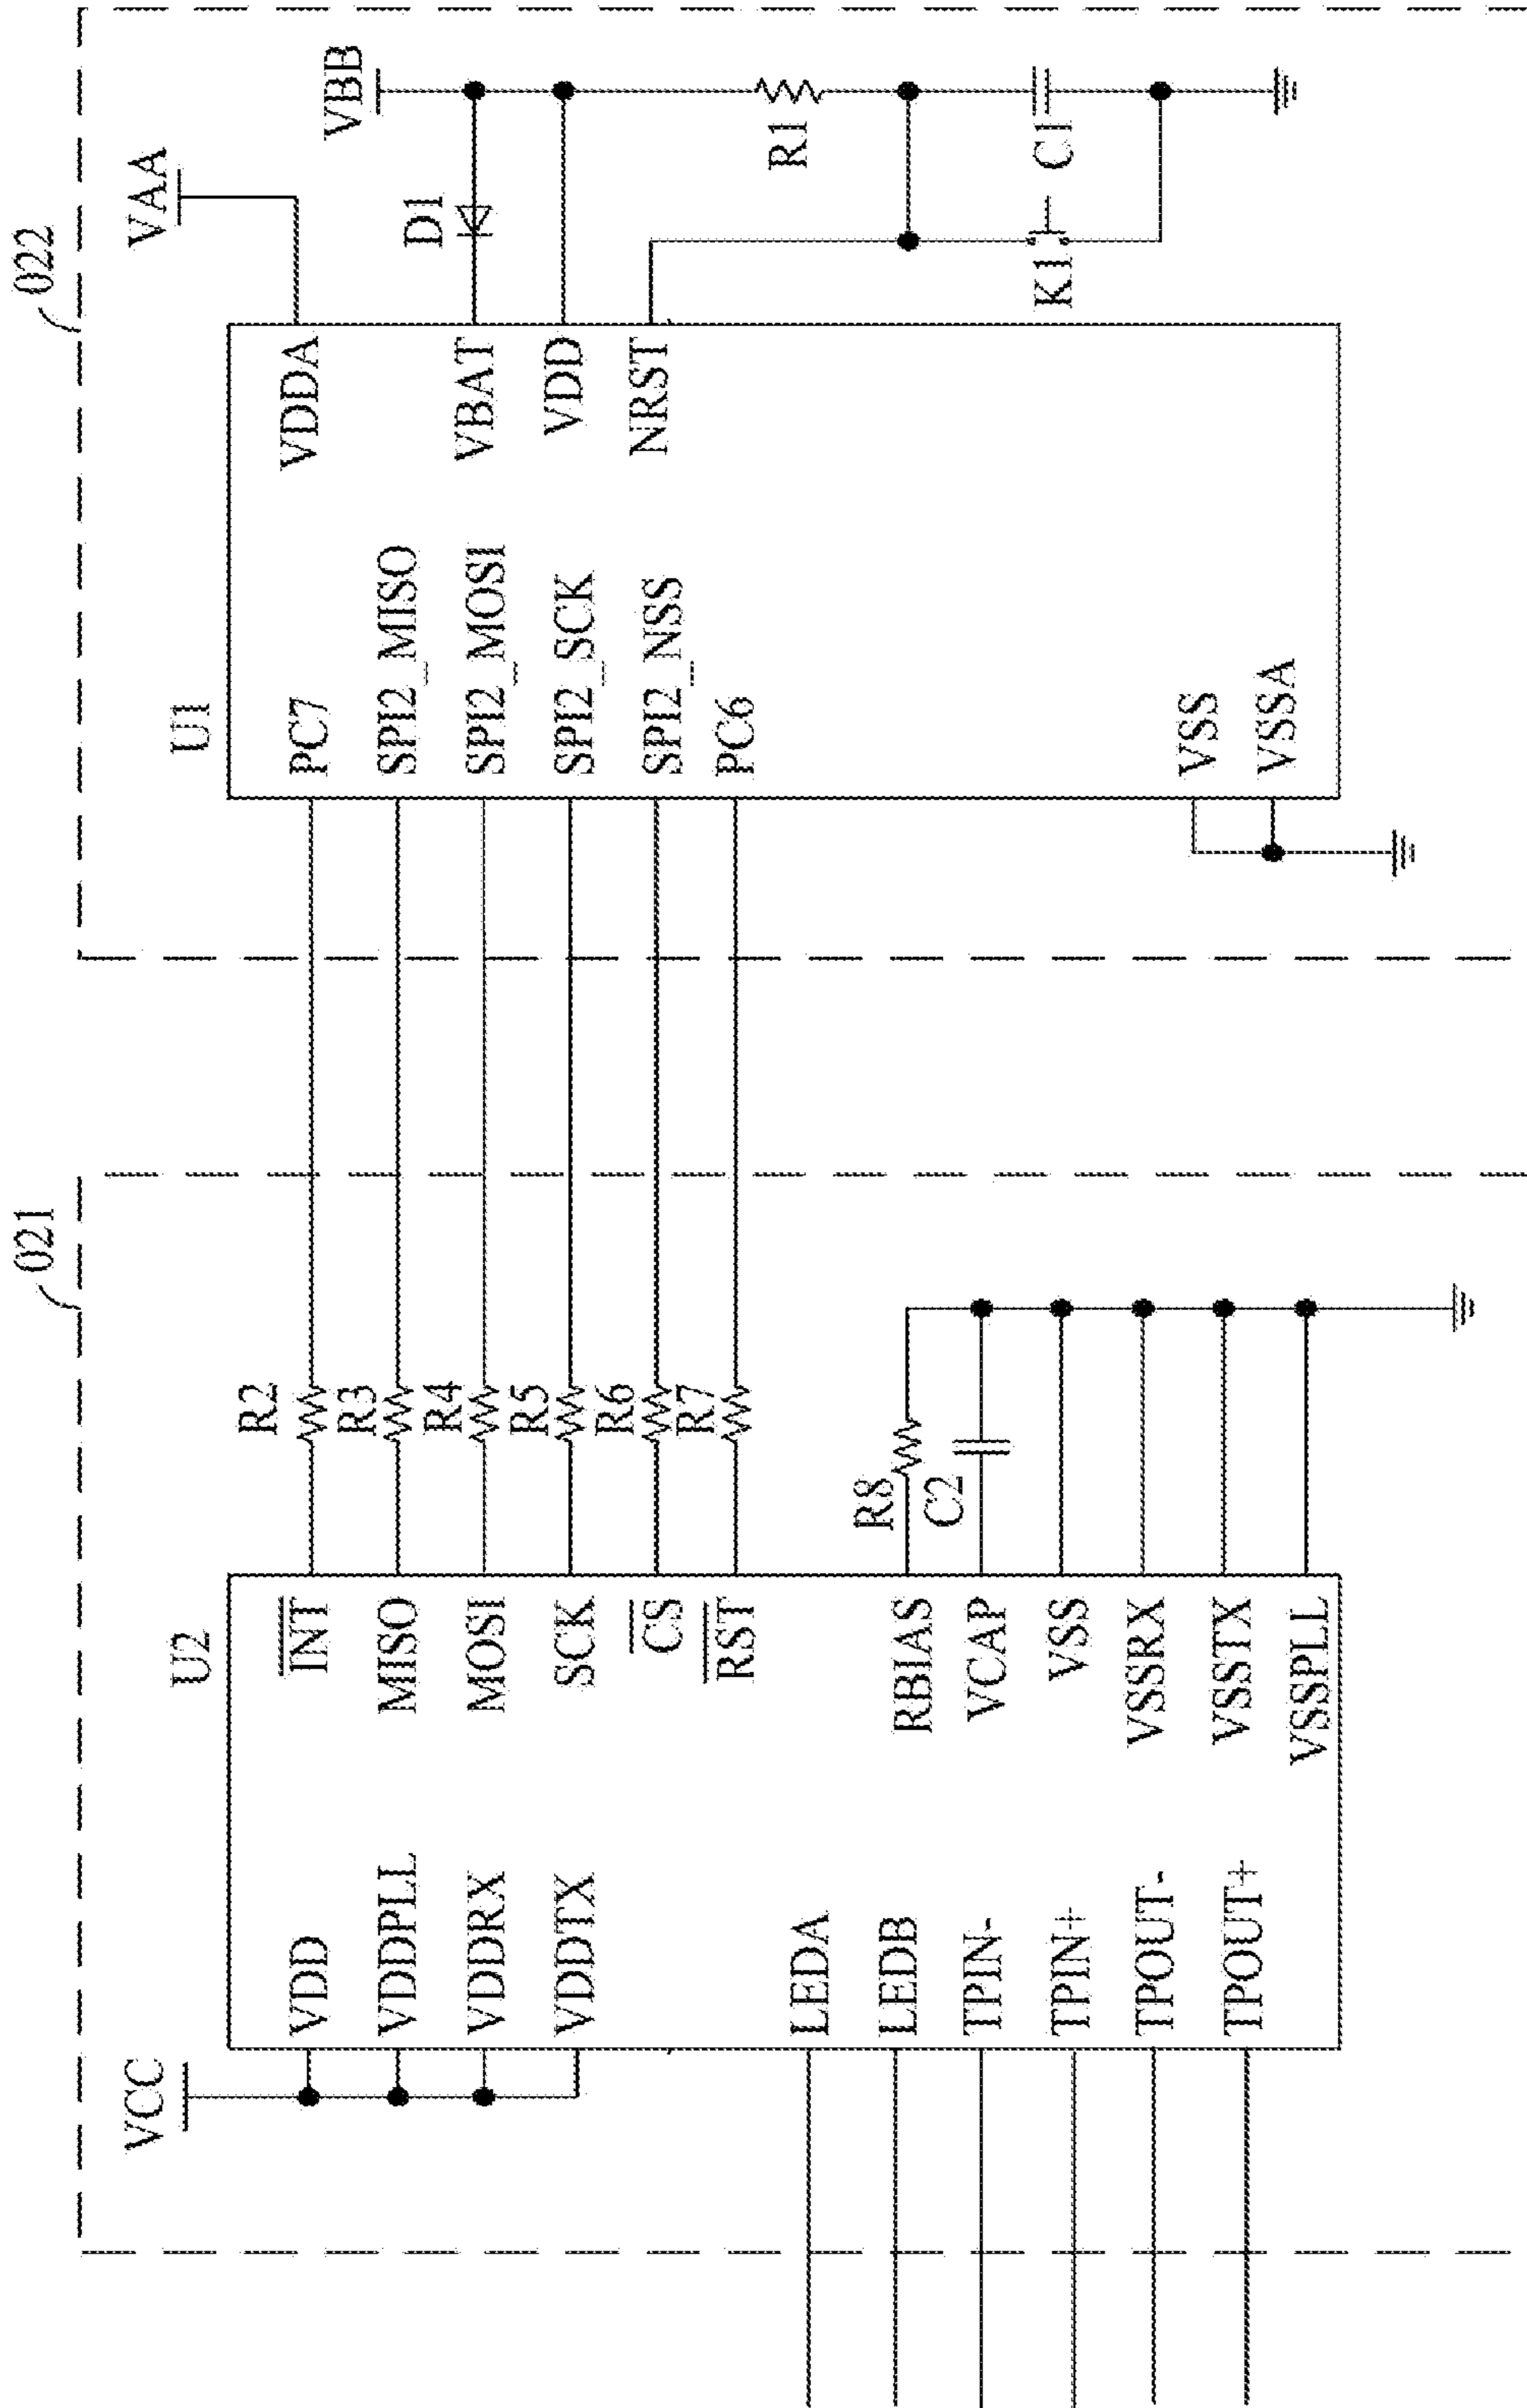 021
022
VCC
U2
VDD
VDDPLL
VDDRX
VDDTX
LEDA
LEDB
TPIN-
TPIN+
TPOUT-
TPOUT+
INT
MISO
MOSI
SCK
CS
RST
RBIAS
VCAP
VSS
VSSRX
VSSTX
VSSPLL
R2
R3
R4
R5
R6
R7
R8
C2
U1
PC7
SPI2_MISO
SPI2_MOSI
SPI2_SCK
SPI2_NSS
PC6
VSS
VSSA
VDDA
VBAT
VDD
NRST
VAA
VBB
D1
R1
K1
C1